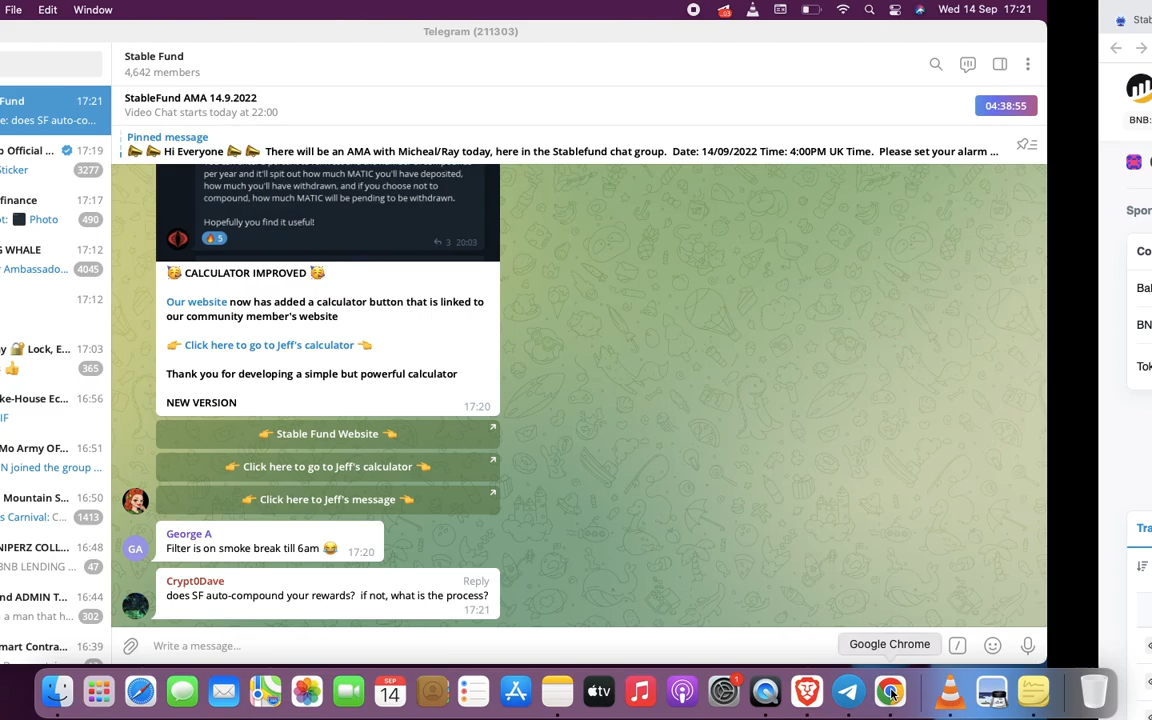 File Edit Window
Wed 14 Sep 17:21
Telegram (211303)
Stable Fund
4,642 members
StableFund AMA 14.9.2022
Video Chat starts today at 22:00
04:38:55
Pinned message
📣 📣 Hi Everyone 📣 📣 There will be an AMA with Micheal/Ray today, here in the Stablefund chat group. Date: 14/09/2022 Time: 4:00PM UK Time. Please set your alarm ...
Fund 17:21
e: does SF auto-co...
Official ... 17:19
Sticker 3277
finance 17:17
ot: Photo 490
G WHALE 17:12
Ambassado... 4045
17:12
y 🔐 Lock, E... 17:03
👍 365
ke-House Ec... 16:56
IF
Mo Army OF... 16:51
N joined the group ...
Mountain S... 16:50
s Carnival: C... 1413
NIPERZ COLL... 16:48
BNB LENDING ... 47
nd ADMIN T... 16:44
a man that h... 302
mart Contra... 16:39
per year and it'll spit out how much MATIC you'll have deposited,
how much you'll have withdrawn, and if you choose not to
compound, how much MATIC will be pending to be withdrawn.
Hopefully you find it useful!
🔥 5
3 20:03
🥳 CALCULATOR IMPROVED 🥳
Our website now has added a calculator button that is linked to
our community member's website
👉 Click here to go to Jeff's calculator 👈
Thank you for developing a simple but powerful calculator
NEW VERSION
17:20
👉 Stable Fund Website 👈
👉 Click here to go to Jeff's calculator 👈
👉 Click here to Jeff's message 👈
GA
George A
Filter is on smoke break till 6am 😂 17:20
Crypt0Dave Reply
does SF auto-compound your rewards? if not, what is the process?
17:21
Write a message...
Google Chrome
SEP
14
1
tv
Stab
BNB:
Spor
Co
Bal
BN
Tok
Tra